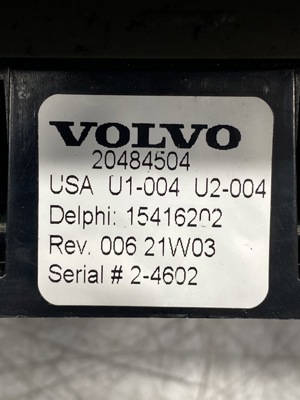 VOLVO
20484504
USA U1-004 U2-004
Delphi: 15416202
Rev. 006 21W03
Serial # 2-4602